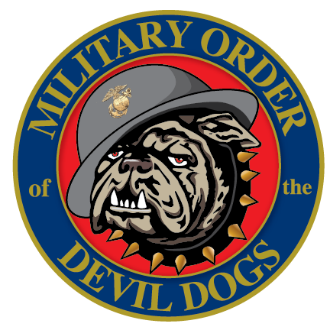 MILITARY ORDER
of the
DEVIL DOGS